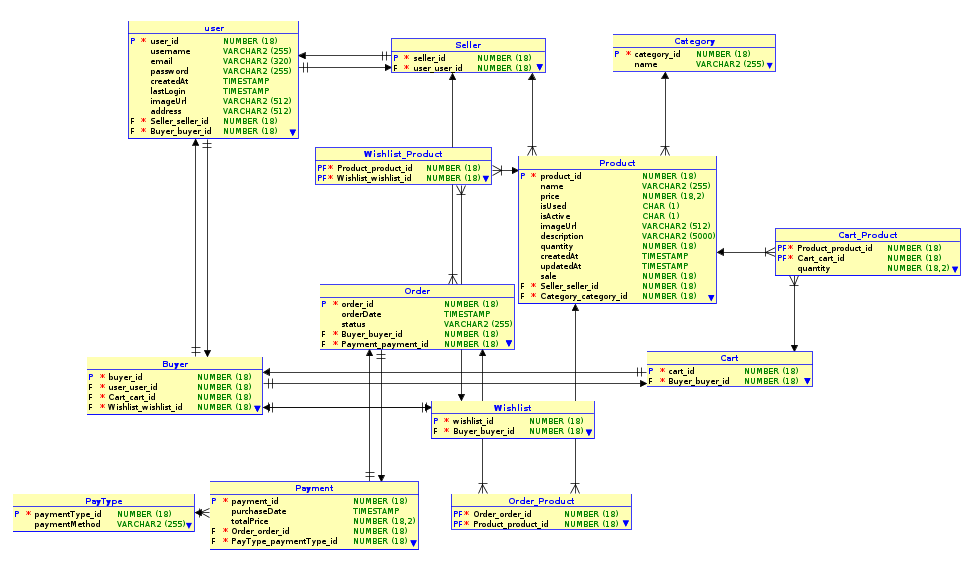 user
P * user_id NUMBER (18)
username VARCHAR2 (255)
email VARCHAR2 (320)
password VARCHAR2 (255)
createdAt TIMESTAMP
lastLogin TIMESTAMP
imageUrl VARCHAR2 (512)
address VARCHAR2 (512)
F * Seller_seller_id NUMBER (18)
F * Buyer_buyer_id NUMBER (18)
Seller
P * seller_id NUMBER (18)
F * user_user_id NUMBER (18)
Category
P * category_id NUMBER (18)
name VARCHAR2 (255)
Wishlist_Product
PF* Product_product_id NUMBER (18)
PF* Wishlist_wishlist_id NUMBER (18)
Product
P * product_id NUMBER (18)
name VARCHAR2 (255)
price NUMBER (18,2)
isUsed CHAR (1)
isActive CHAR (1)
imageUrl VARCHAR2 (512)
description VARCHAR2 (5000)
quantity NUMBER (18)
createdAt TIMESTAMP
updatedAt TIMESTAMP
sale NUMBER (18)
F * Seller_seller_id NUMBER (18)
F * Category_category_id NUMBER (18)
Cart_Product
PF* Product_product_id NUMBER (18)
PF* Cart_cart_id NUMBER (18)
quantity NUMBER (18,2)
Order
P * order_id NUMBER (18)
orderDate TIMESTAMP
status VARCHAR2 (255)
F * Buyer_buyer_id NUMBER (18)
F * Payment_payment_id NUMBER (18)
Buyer
P * buyer_id NUMBER (18)
F * user_user_id NUMBER (18)
F * Cart_cart_id NUMBER (18)
F * Wishlist_wishlist_id NUMBER (18)
Cart
P * cart_id NUMBER (18)
F * Buyer_buyer_id NUMBER (18)
Wishlist
P * wishlist_id NUMBER (18)
F * Buyer_buyer_id NUMBER (18)
PayType
P * paymentType_id NUMBER (18)
paymentMethod VARCHAR2 (255)
Payment
P * payment_id NUMBER (18)
purchaseDate TIMESTAMP
totalPrice NUMBER (18,2)
F * Order_order_id NUMBER (18)
F * PayType_paymentType_id NUMBER (18)
Order_Product
PF* Order_order_id NUMBER (18)
PF* Product_product_id NUMBER (18)